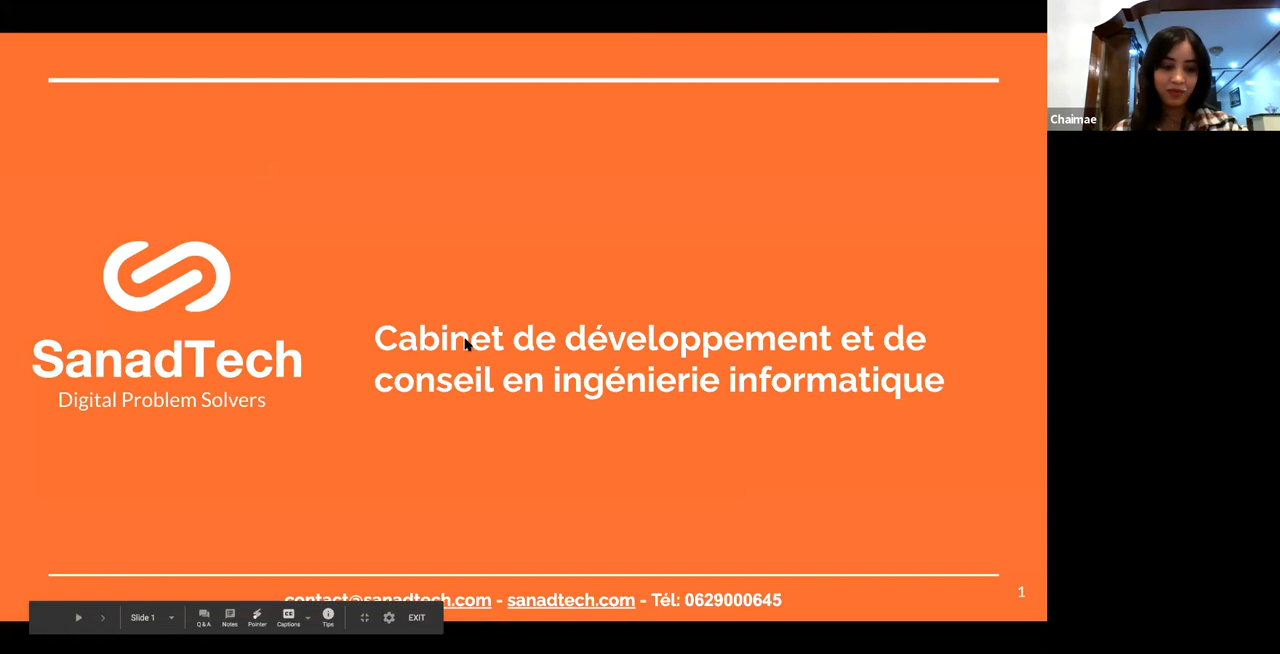 Chaimae
SanadTech
Digital Problem Solvers
Cabinet de développement et de
conseil en ingénierie informatique
contact@sanadtech.com - sanadtech.com - Tél: 0629000645
1
Slide 1
Q & A
Notes
Pointer
Captions
Tips
EXIT